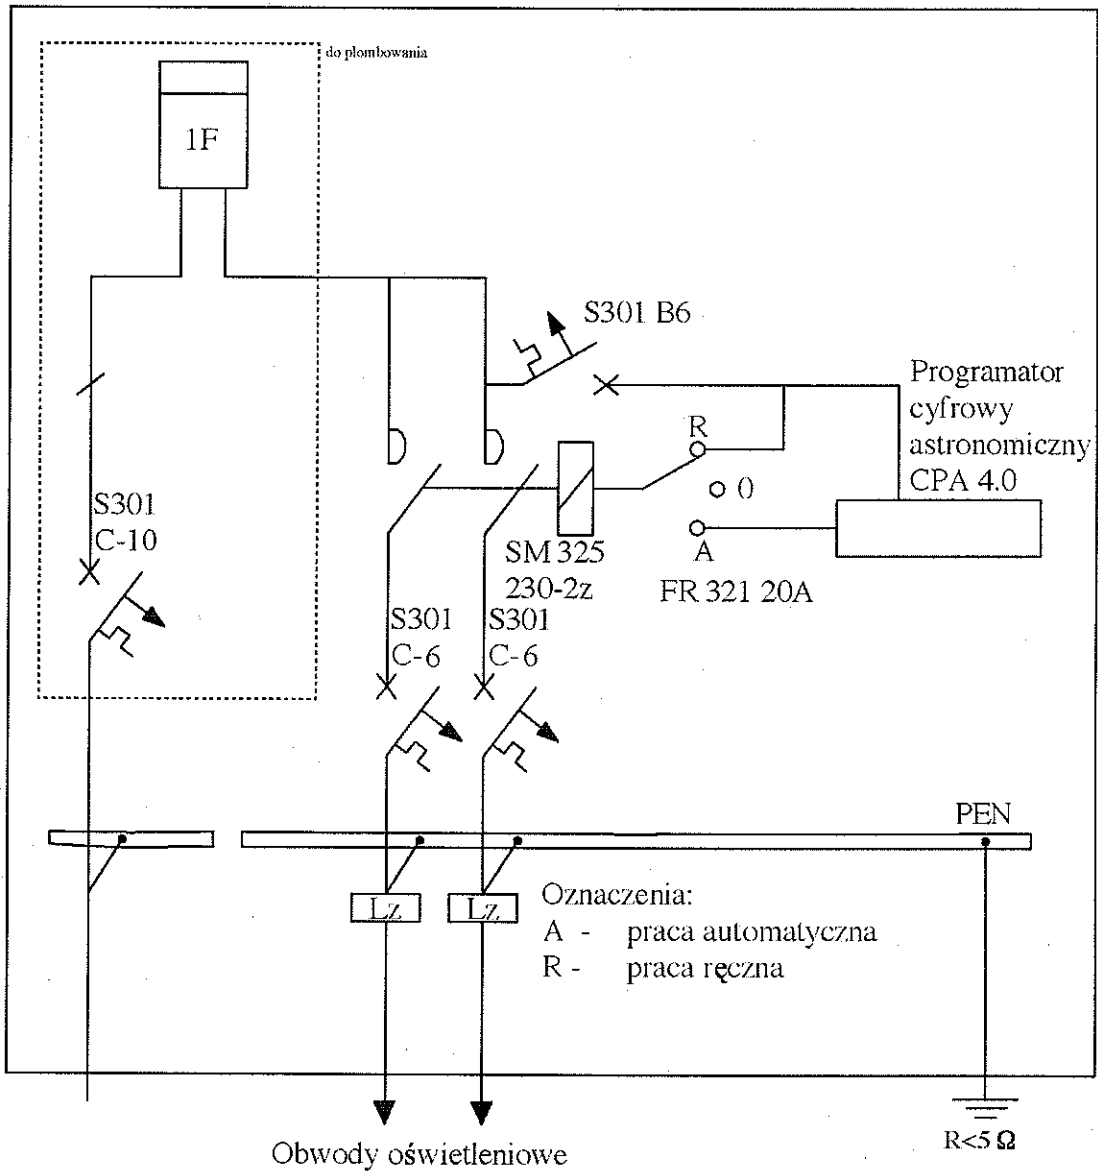 do plombowania
1F
S301 B6
Programator
cyfrowy
astronomiczny
CPA 4.0
R
0
A
S301
C-10
SM 325
230-2z
FR 321 20A
S301
C-6
S301
C-6
PEN
Lz
Lz
Oznaczenia:
A - praca automatyczna
R - praca ręczna
Obwody oświetleniowe
R<5 Ω